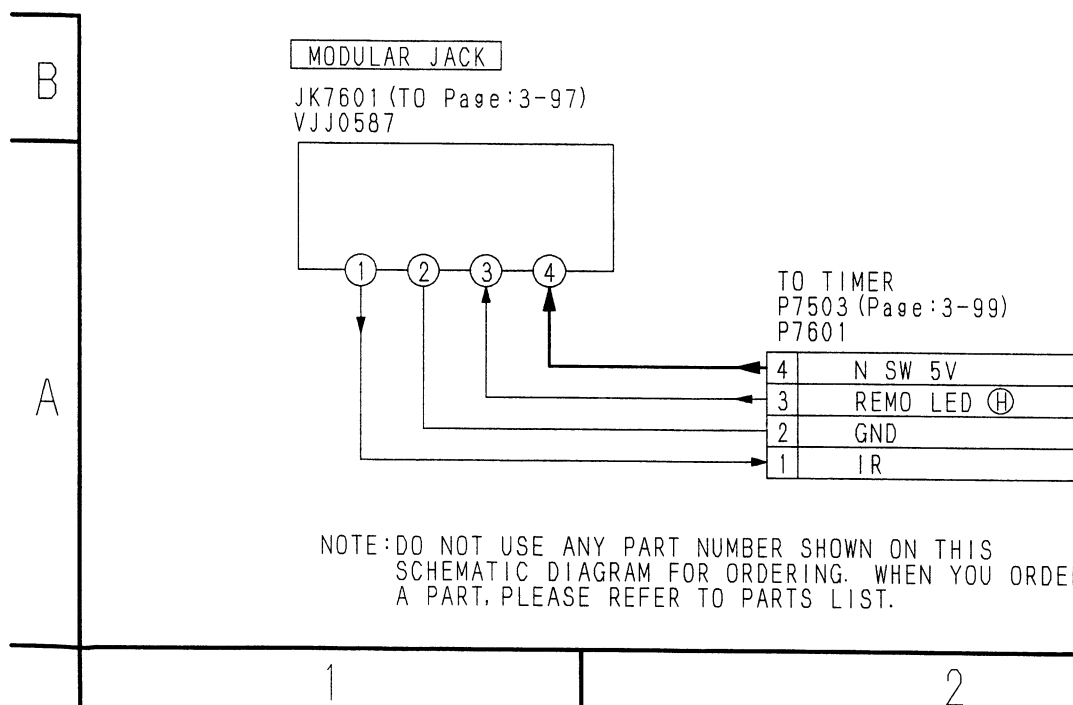 B
MODULAR JACK
JK7601(TO Page:3-97)
VJJ0587
1 2 3 4
TO TIMER
P7503(Page:3-99)
P7601
4 N SW 5V
A
3 REMO LED Ⓗ
2 GND
1 IR
NOTE:DO NOT USE ANY PART NUMBER SHOWN ON THIS
SCHEMATIC DIAGRAM FOR ORDERING. WHEN YOU ORDE
A PART, PLEASE REFER TO PARTS LIST.
1 2